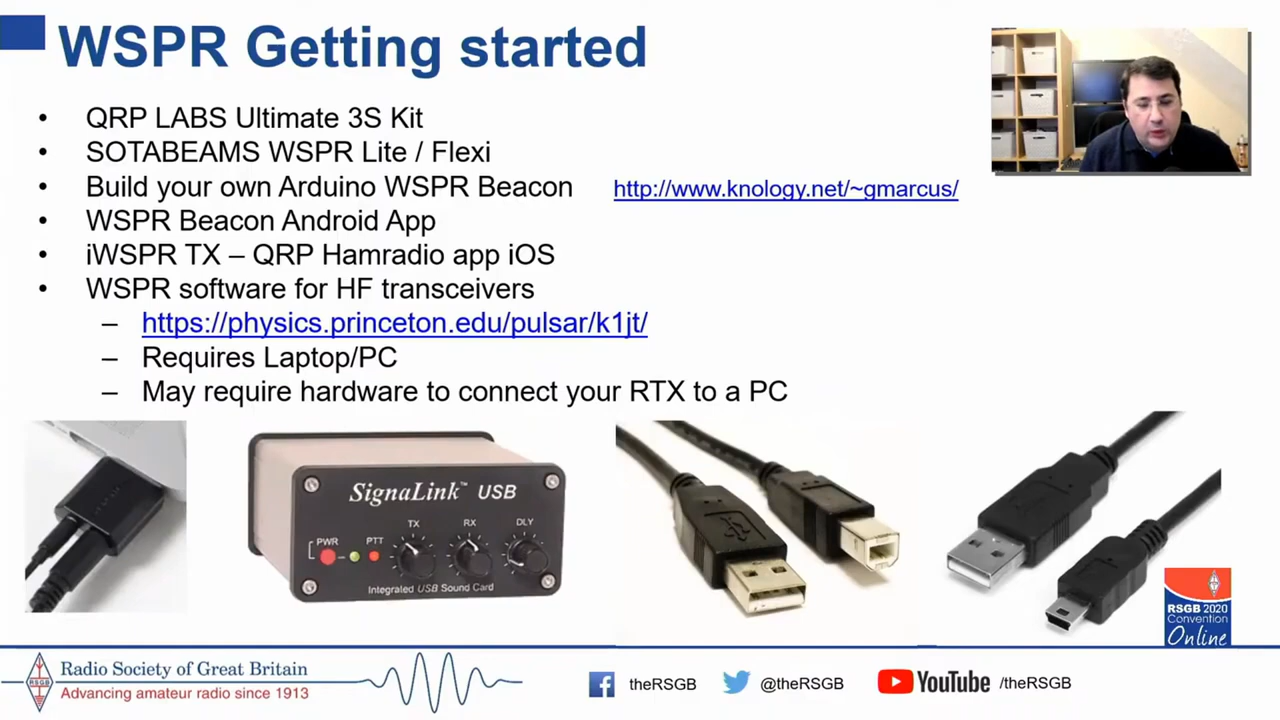 WSPR Getting started
• QRP LABS Ultimate 3S Kit
• SOTABEAMS WSPR Lite / Flexi
• Build your own Arduino WSPR Beacon http://www.knology.net/~gmarcus/
• WSPR Beacon Android App
• iWSPR TX – QRP Hamradio app iOS
• WSPR software for HF transceivers
– https://physics.princeton.edu/pulsar/k1jt/
– Requires Laptop/PC
– May require hardware to connect your RTX to a PC
SignaLink™ USB
TX RX DLY
PWR PTT
Integrated USB Sound Card
RSGB 2020
Convention
Online
RSGB
Radio Society of Great Britain
Advancing amateur radio since 1913
theRSGB
@theRSGB
YouTube /theRSGB